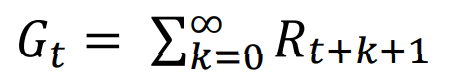 G_t = ∑_{k=0}^{∞} R_{t+k+1}